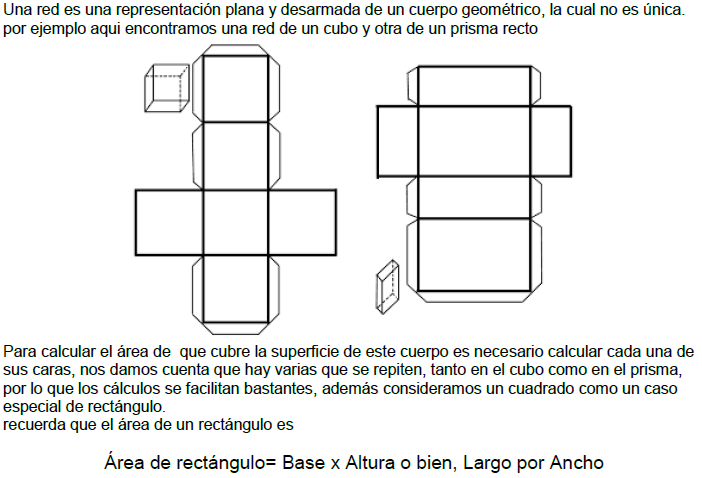 Una red es una representación plana y desarmada de un cuerpo geométrico, la cual no es única.
por ejemplo aqui encontramos una red de un cubo y otra de un prisma recto
Para calcular el área de  que cubre la superficie de este cuerpo es necesario calcular cada una de
sus caras, nos damos cuenta que hay varias que se repiten, tanto en el cubo como en el prisma,
por lo que los cálculos se facilitan bastantes, además consideramos un cuadrado como un caso
especial de rectángulo.
recuerda que el área de un rectángulo es
Área de rectángulo= Base x Altura o bien, Largo por Ancho